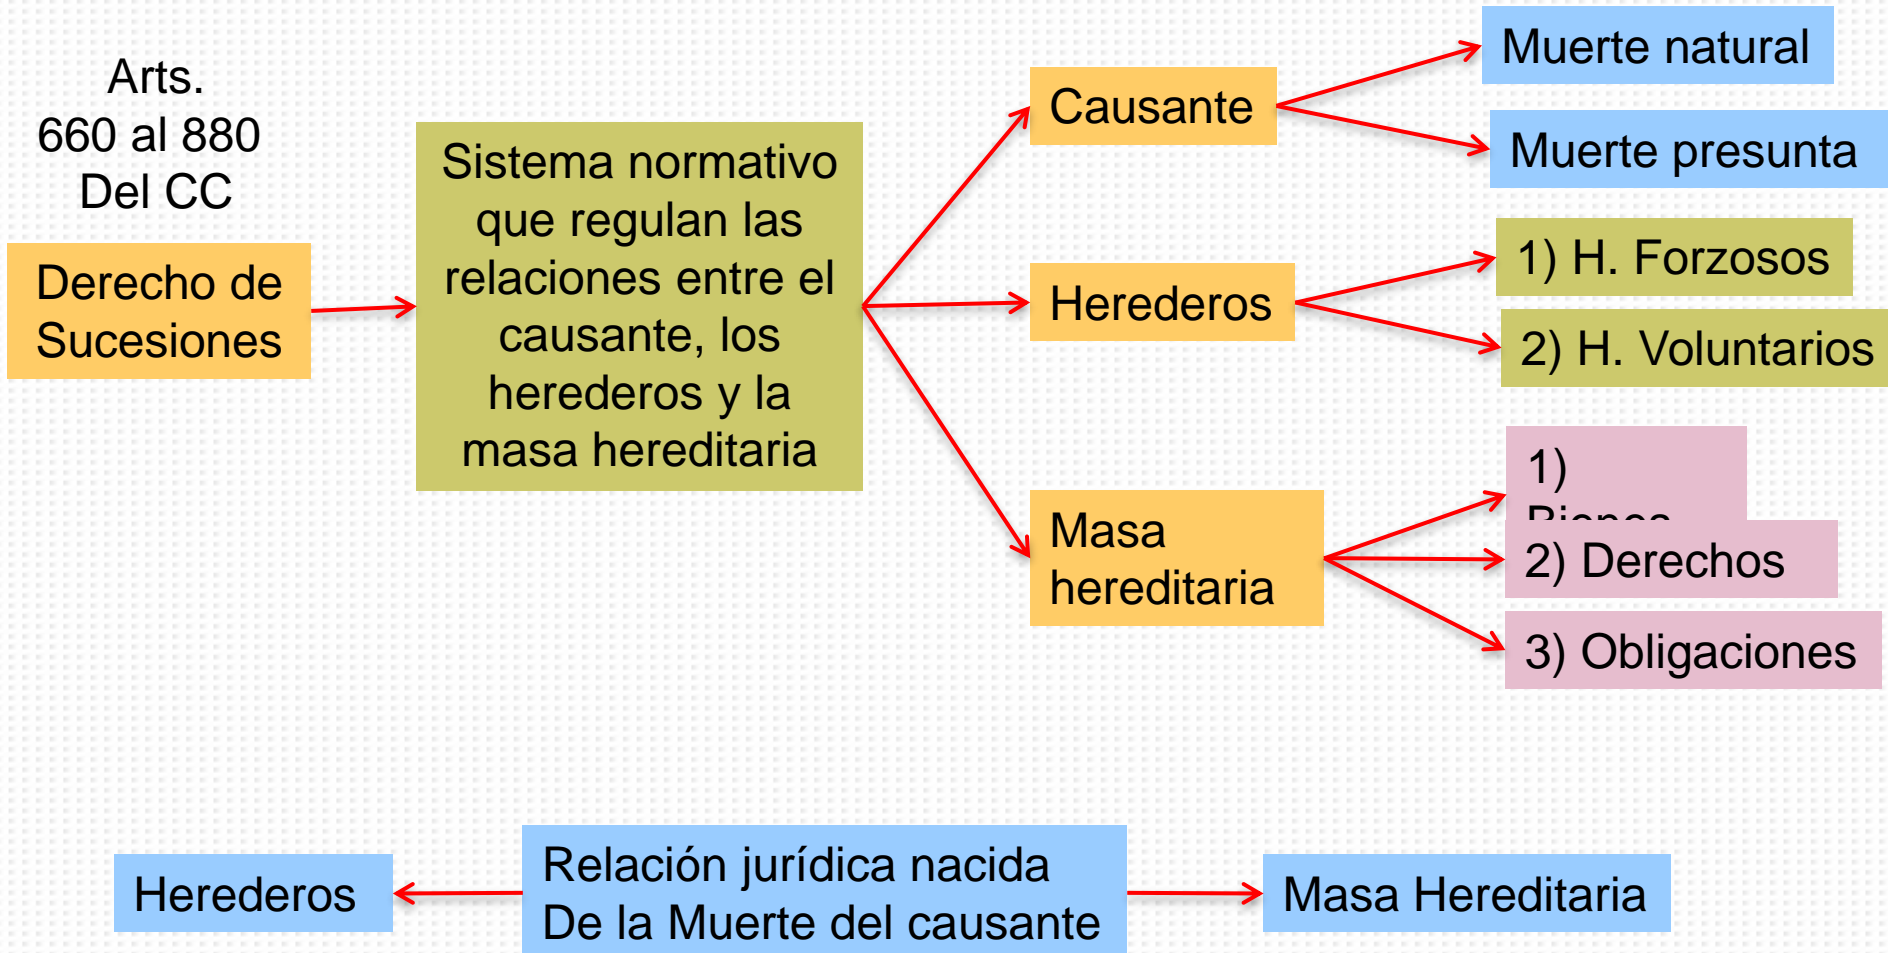 Arts.
660 al 880
Del CC
Derecho de
Sucesiones
Sistema normativo
que regulan las
relaciones entre el
causante, los
herederos y la
masa hereditaria
Causante
Muerte natural
Muerte presunta
Herederos
1) H. Forzosos
2) H. Voluntarios
Masa
hereditaria
1)
2) Derechos
3) Obligaciones
Herederos
Relación jurídica nacida
De la Muerte del causante
Masa Hereditaria